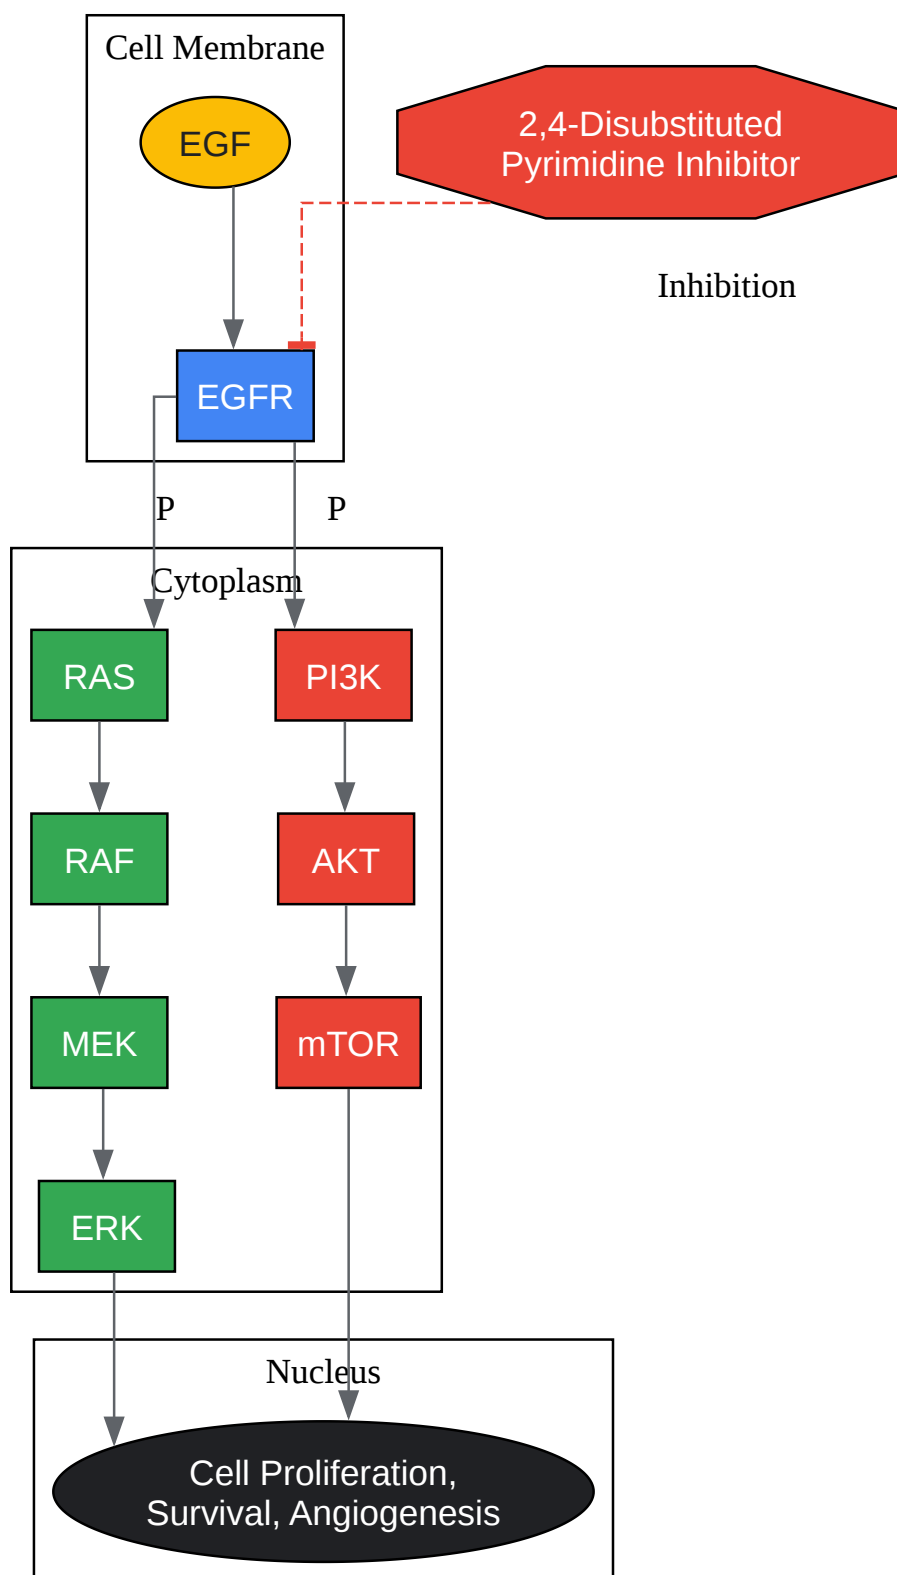 Cell Membrane
EGF
2,4-Disubstituted
Pyrimidine Inhibitor
Inhibition
EGFR
P
P
Cytoplasm
RAS
PI3K
RAF
AKT
MEK
mTOR
ERK
Nucleus
Cell Proliferation,
Survival, Angiogenesis